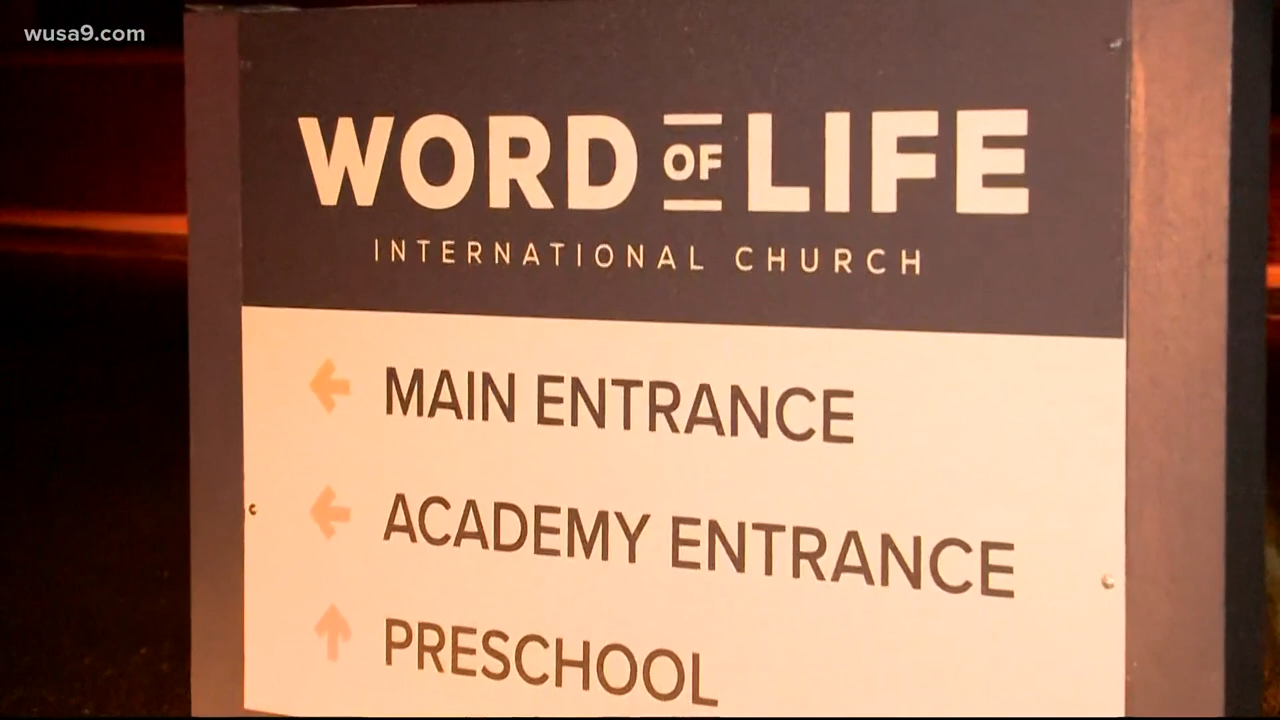 wusa9.com
WORD OF LIFE
INTERNATIONAL CHURCH
MAIN ENTRANCE
ACADEMY ENTRANCE
PRESCHOOL